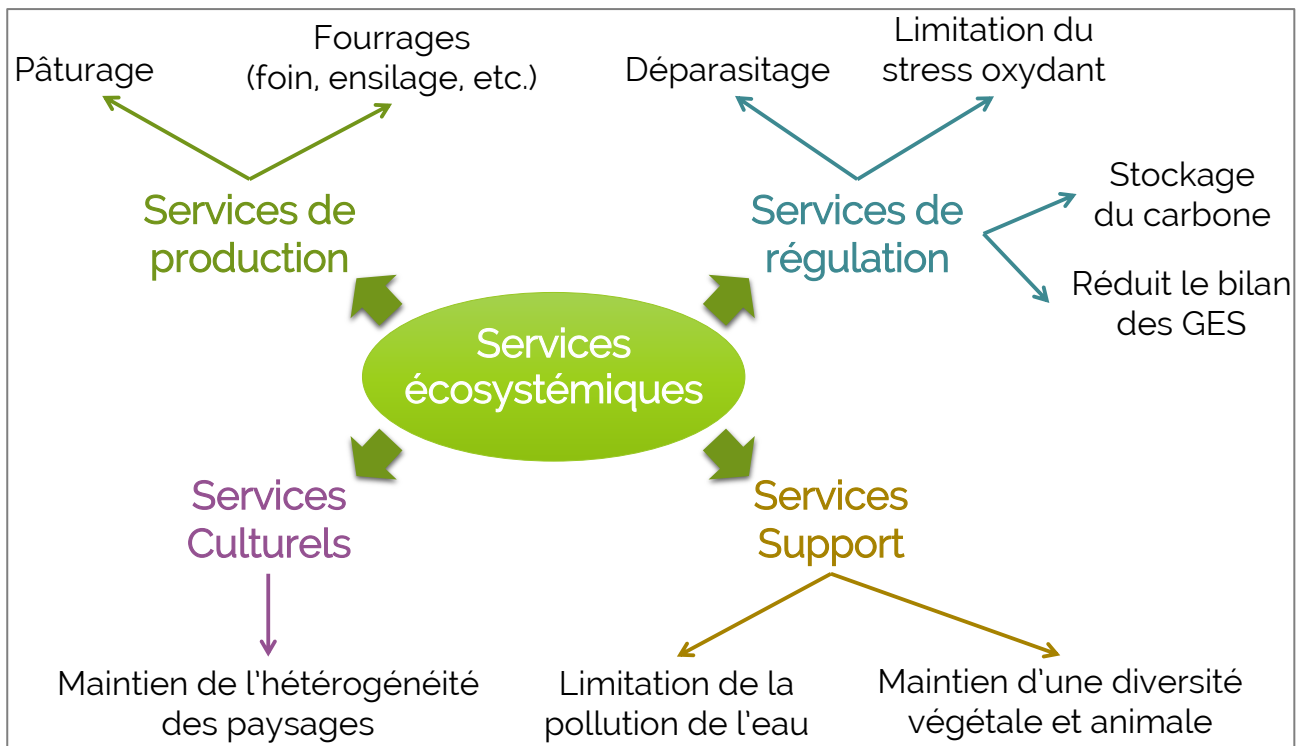 Pâturage
Fourrages
(foin, ensilage, etc.)
Déparasitage
Limitation du
stress oxydant
Services de
production
Services de
régulation
Stockage
du carbone
Réduit le bilan
des GES
Services
écosystémiques
Services
Culturels
Services
Support
Maintien de l'hétérogénéité
des paysages
Limitation de la
pollution de l'eau
Maintien d'une diversité
végétale et animale